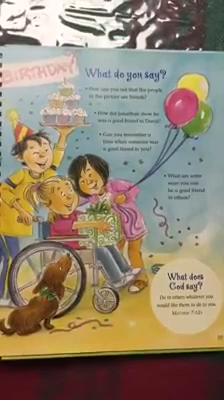 BIRTHDAY
What do you say?
• How can you tell that the people
in the picture are friends?
• How did Jonathan show he
was a good friend to David?
• Can you remember a
time when someone was
a good friend to you?
• What are some
ways you can
be a good friend
to others?
What does
God say?
Do to others whatever you
would like them to do to you.
Matthew 7:12a